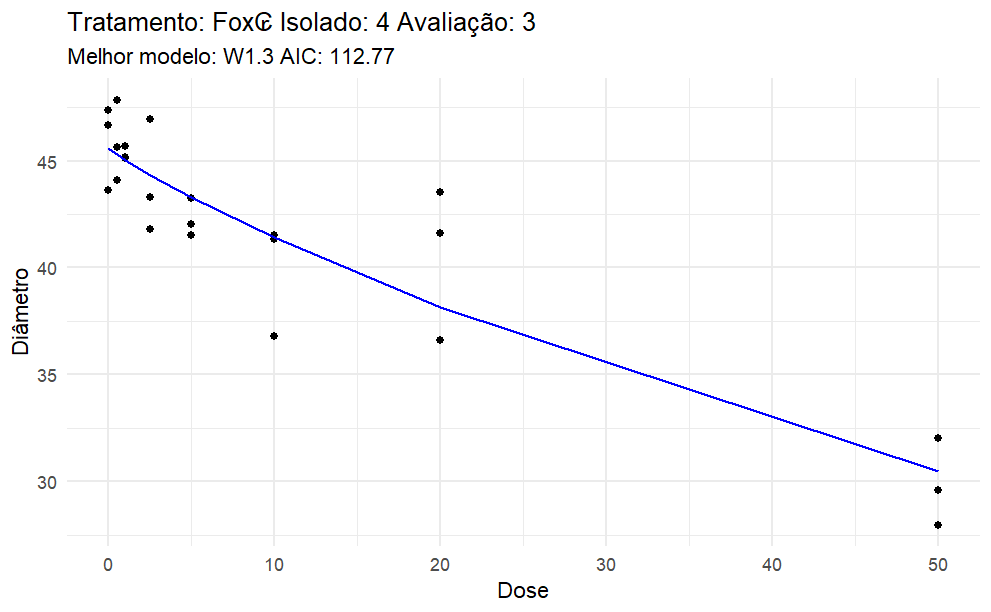 Tratamento: Fox₢ Isolado: 4 Avaliação: 3
Melhor modelo: W1.3 AIC: 112.77
45
40
35
30
Diâmetro
0 10 20 30 40 50
Dose